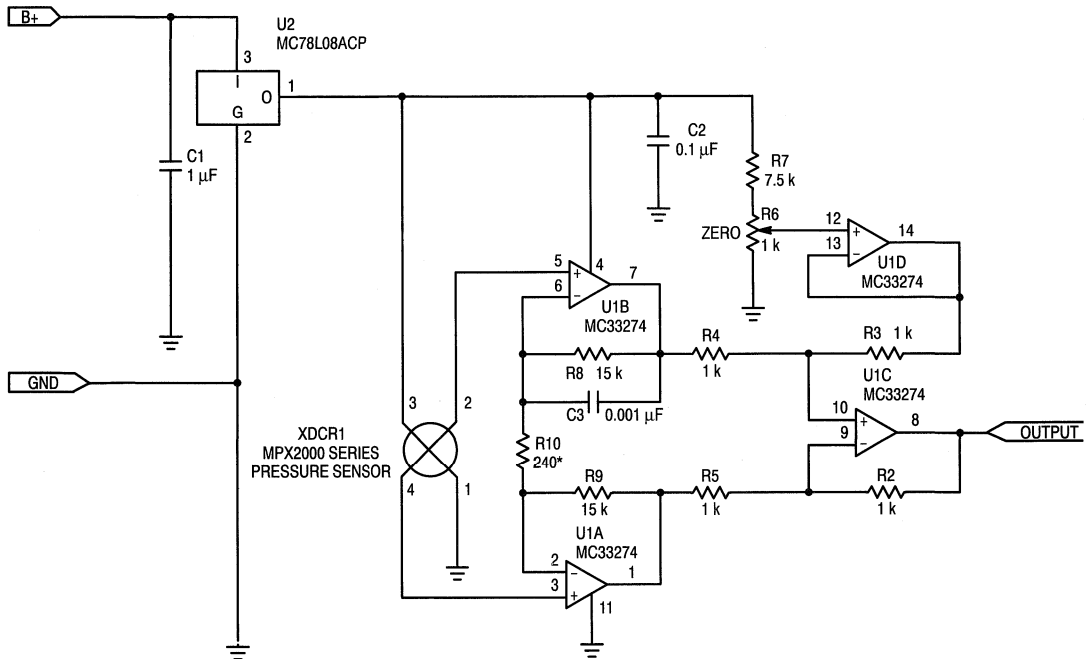 B+
U2
MC78L08ACP
3
I
O
1
G
2
C1
1 μF
C2
0.1 μF
R7
7.5 k
R6
ZERO
1 k
12
+
14
13
−
U1D
MC33274
5
+
4
7
6
−
U1B
MC33274
R4
1 k
R3 1 k
R8 15 k
U1C
MC33274
GND
C3
0.001 μF
3
2
10
+
8
9
−
OUTPUT
XDCR1
MPX2000 SERIES
PRESSURE SENSOR
R10
240*
4
1
R9
15 k
R5
1 k
R2
1 k
U1A
MC33274
2
−
1
3
+
11